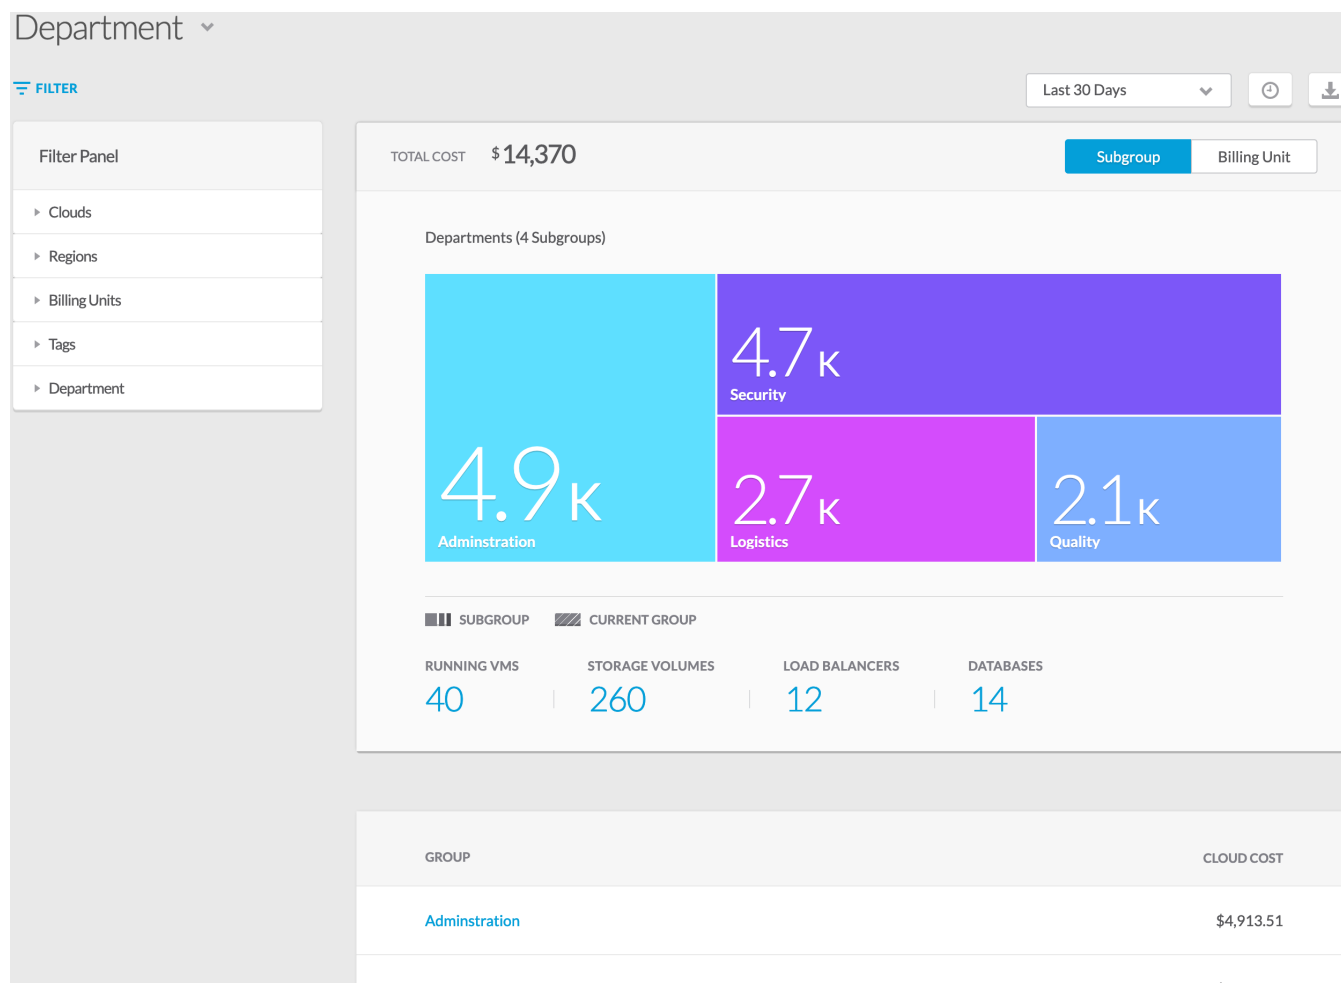 Department
FILTER
Last 30 Days
Filter Panel
Clouds
Regions
Billing Units
Tags
Department
TOTAL COST $14,370
Subgroup
Billing Unit
Departments (4 Subgroups)
4.9K
Adminstration
4.7K
Security
2.7K
Logistics
2.1K
Quality
SUBGROUP
CURRENT GROUP
RUNNING VMS
40
STORAGE VOLUMES
260
LOAD BALANCERS
12
DATABASES
14
GROUP
CLOUD COST
Adminstration
$4,913.51